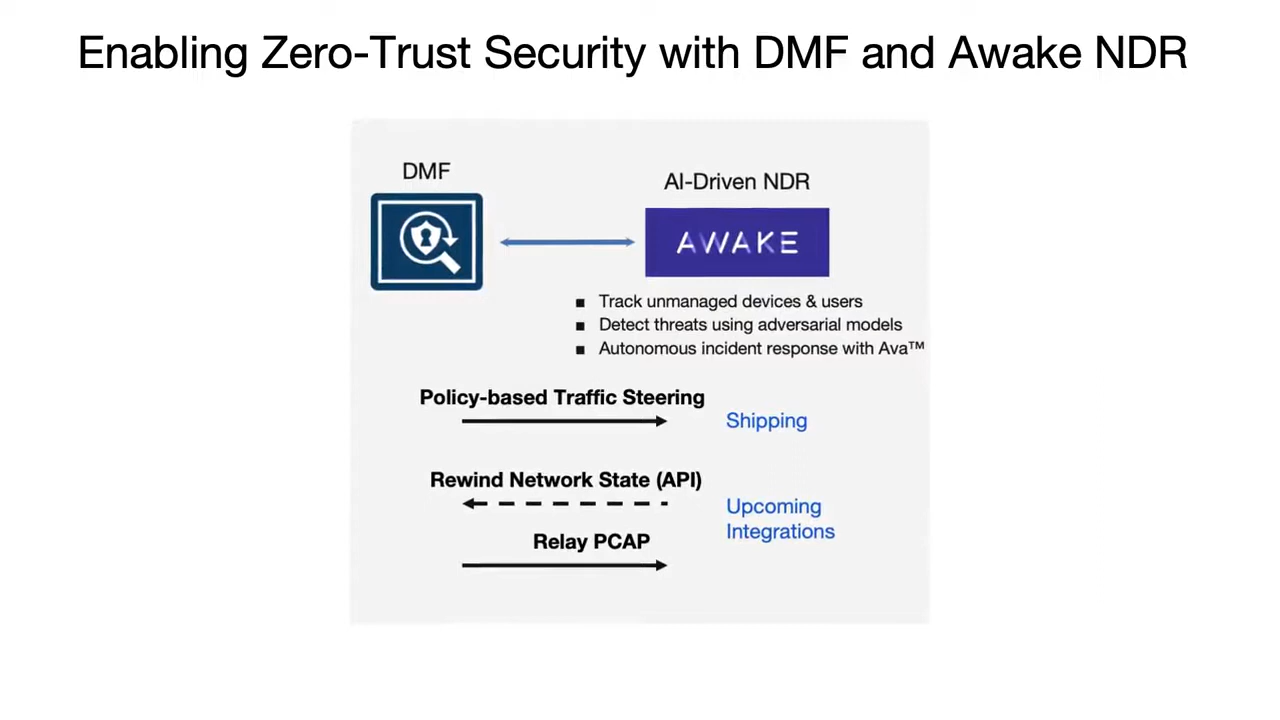 Enabling Zero-Trust Security with DMF and Awake NDR
DMF
AI-Driven NDR
AWAKE
▪ Track unmanaged devices & users
▪ Detect threats using adversarial models
▪ Autonomous incident response with Ava™
Policy-based Traffic Steering
Shipping
Rewind Network State (API)
Upcoming
Integrations
Relay PCAP